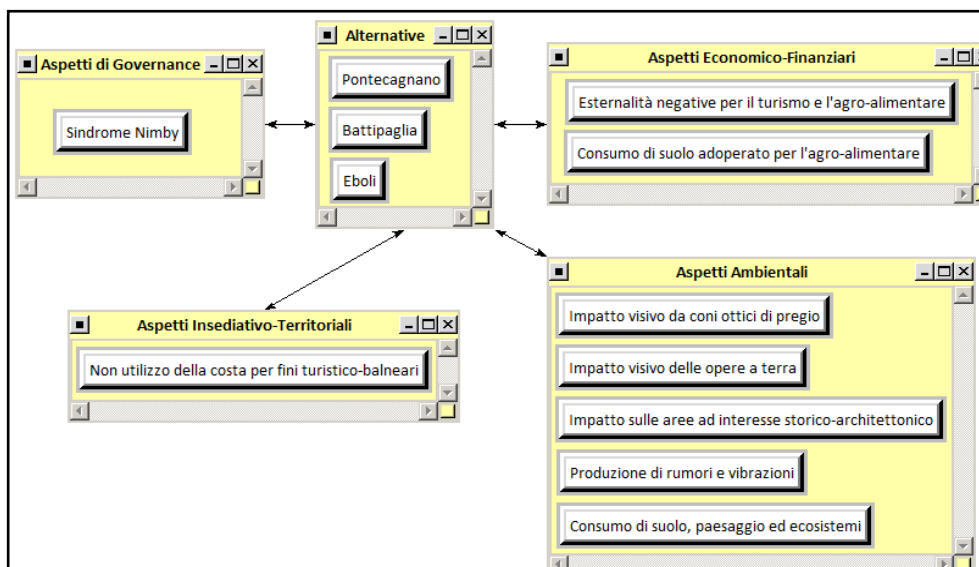 Aspetti di Governance
Sindrome Nimby
Alternative
Pontecagnano
Battipaglia
Eboli
Aspetti Economico-Finanziari
Esternalità negative per il turismo e l'agro-alimentare
Consumo di suolo adoperato per l'agro-alimentare
Aspetti Insediativo-Territoriali
Non utilizzo della costa per fini turistico-balneari
Aspetti Ambientali
Impatto visivo da coni ottici di pregio
Impatto visivo delle opere a terra
Impatto sulle aree ad interesse storico-architettonico
Produzione di rumori e vibrazioni
Consumo di suolo, paesaggio ed ecosistemi